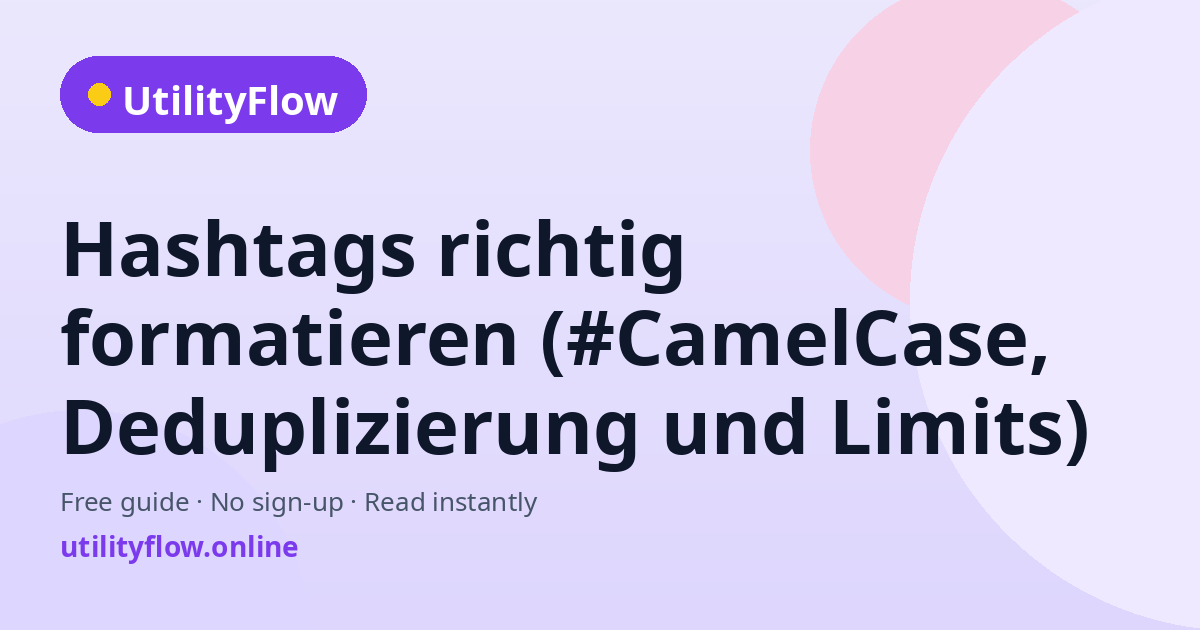 UtilityFlow
Hashtags richtig
formatieren (#CamelCase,
Deduplizierung und Limits)
Free guide · No sign-up · Read instantly
utilityflow.online